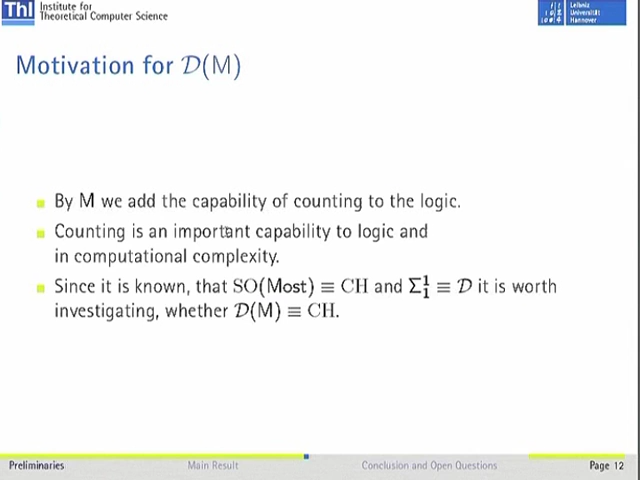 ThI Institute for
Theoretical Computer Science
Leibniz
Universität
Hannover
Motivation for 𝒟(M)
By M we add the capability of counting to the logic.
Counting is an important capability to logic and
in computational complexity.
Since it is known, that SO(Most) ≡ CH and Σ¹₁ ≡ 𝒟 it is worth
investigating, whether 𝒟(M) ≡ CH.
Preliminaries Main Result Conclusion and Open Questions Page 12